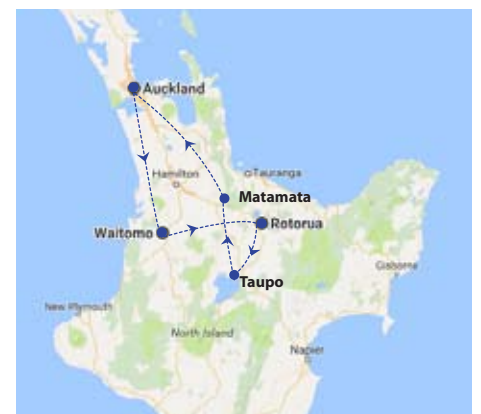 Auckland
Hamilton
Tauranga
Matamata
Waitomo
Rotorua
Gisborne
Taupo
New Plymouth
North Island
Napier